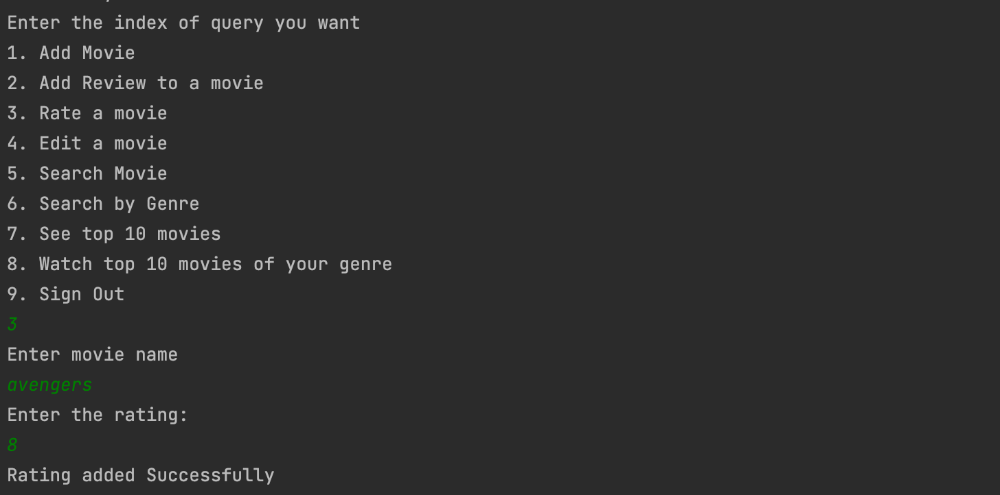 Enter the index of query you want
1. Add Movie
2. Add Review to a movie
3. Rate a movie
4. Edit a movie
5. Search Movie
6. Search by Genre
7. See top 10 movies
8. Watch top 10 movies of your genre
9. Sign Out
3
Enter movie name
avengers
Enter the rating:
8
Rating added Successfully